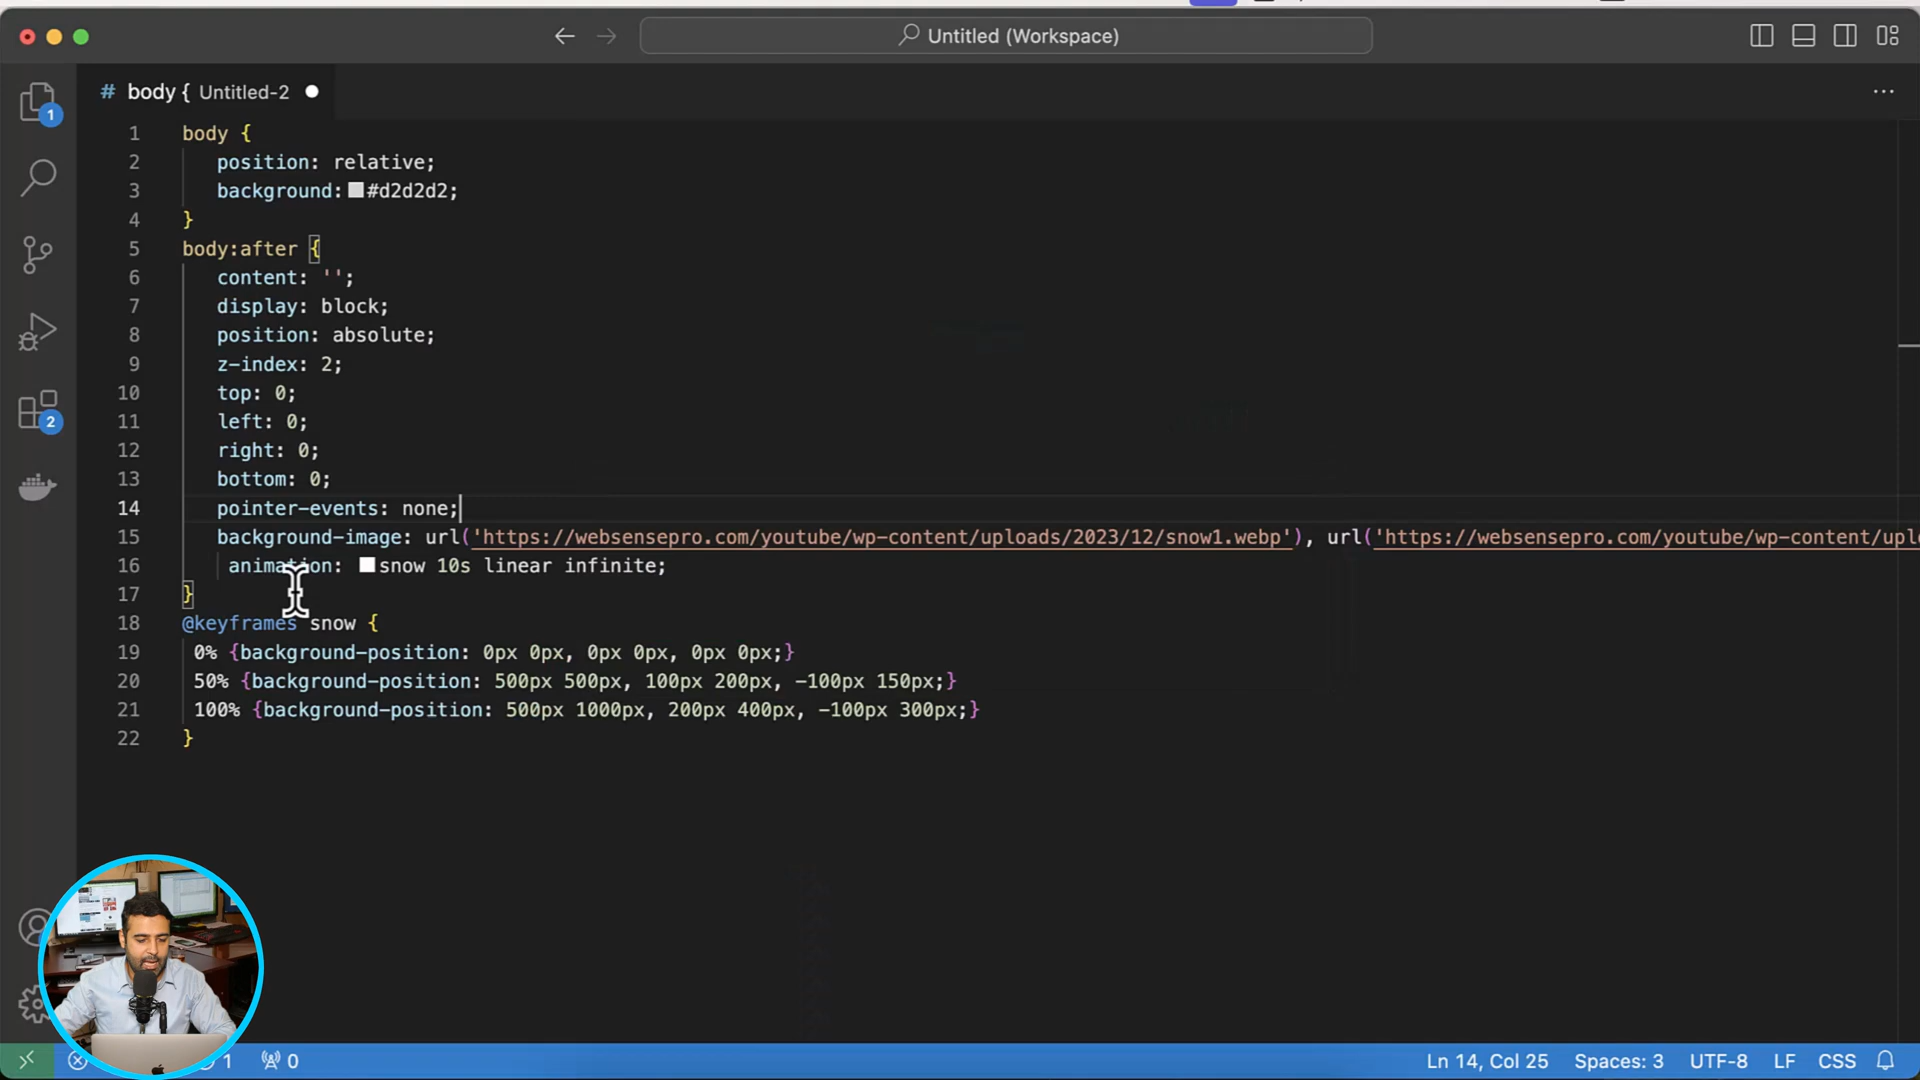 Untitled (Workspace)
# body { Untitled-2
1 body {
2 position: relative;
3 background: #d2d2d2;
4 }
5 body:after {
6 content: '';
7 display: block;
8 position: absolute;
9 z-index: 2;
10 top: 0;
11 left: 0;
12 right: 0;
13 bottom: 0;
14 pointer-events: none;
15 background-image: url('https://websensepro.com/youtube/wp-content/uploads/2023/12/snow1.webp'), url('https://websensepro.com/youtube/wp-content/uplo
16 animation: snow 10s linear infinite;
17 }
18 @keyframes snow {
19 0% {background-position: 0px 0px, 0px 0px, 0px 0px;}
20 50% {background-position: 500px 500px, 100px 200px, -100px 150px;}
21 100% {background-position: 500px 1000px, 200px 400px, -100px 300px;}
22 }
1
2
1 0 Ln 14, Col 25 Spaces: 3 UTF-8 LF CSS